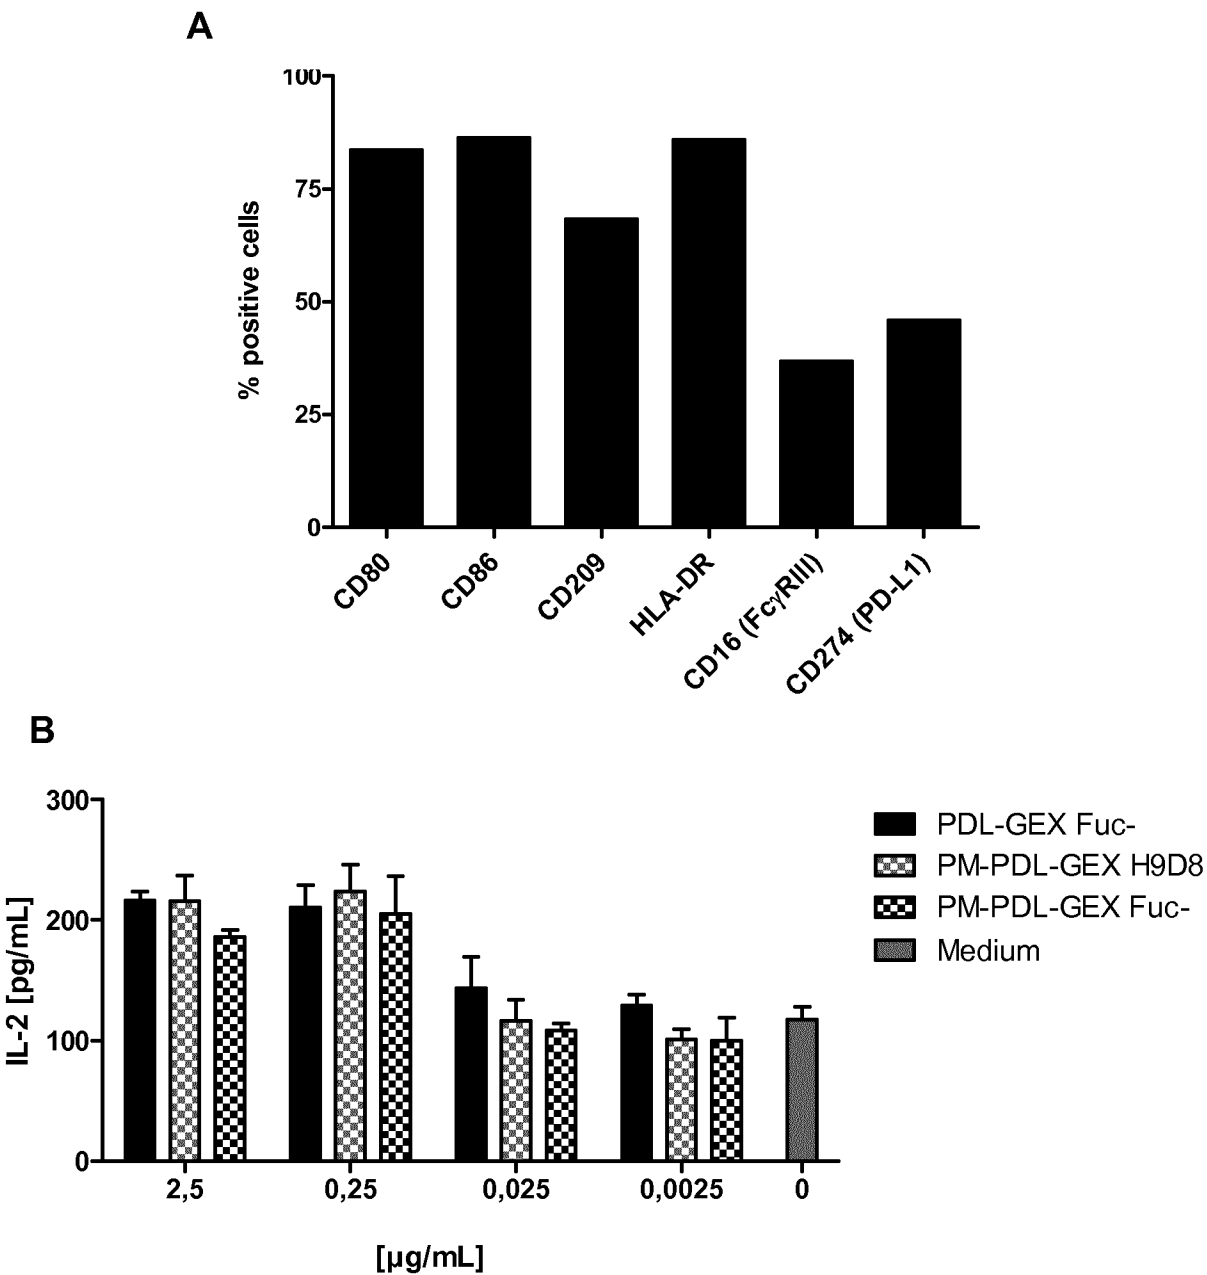 A
100
75
50
25
0
% positive cells
CD80
CD86
CD209
HLA-DR
CD16 (FcγRIII)
CD274 (PD-L1)
B
300
200
100
0
IL-2 [pg/mL]
2,5
0,25
0,025
0,0025
0
[µg/mL]
PDL-GEX Fuc-
PM-PDL-GEX H9D8
PM-PDL-GEX Fuc-
Medium